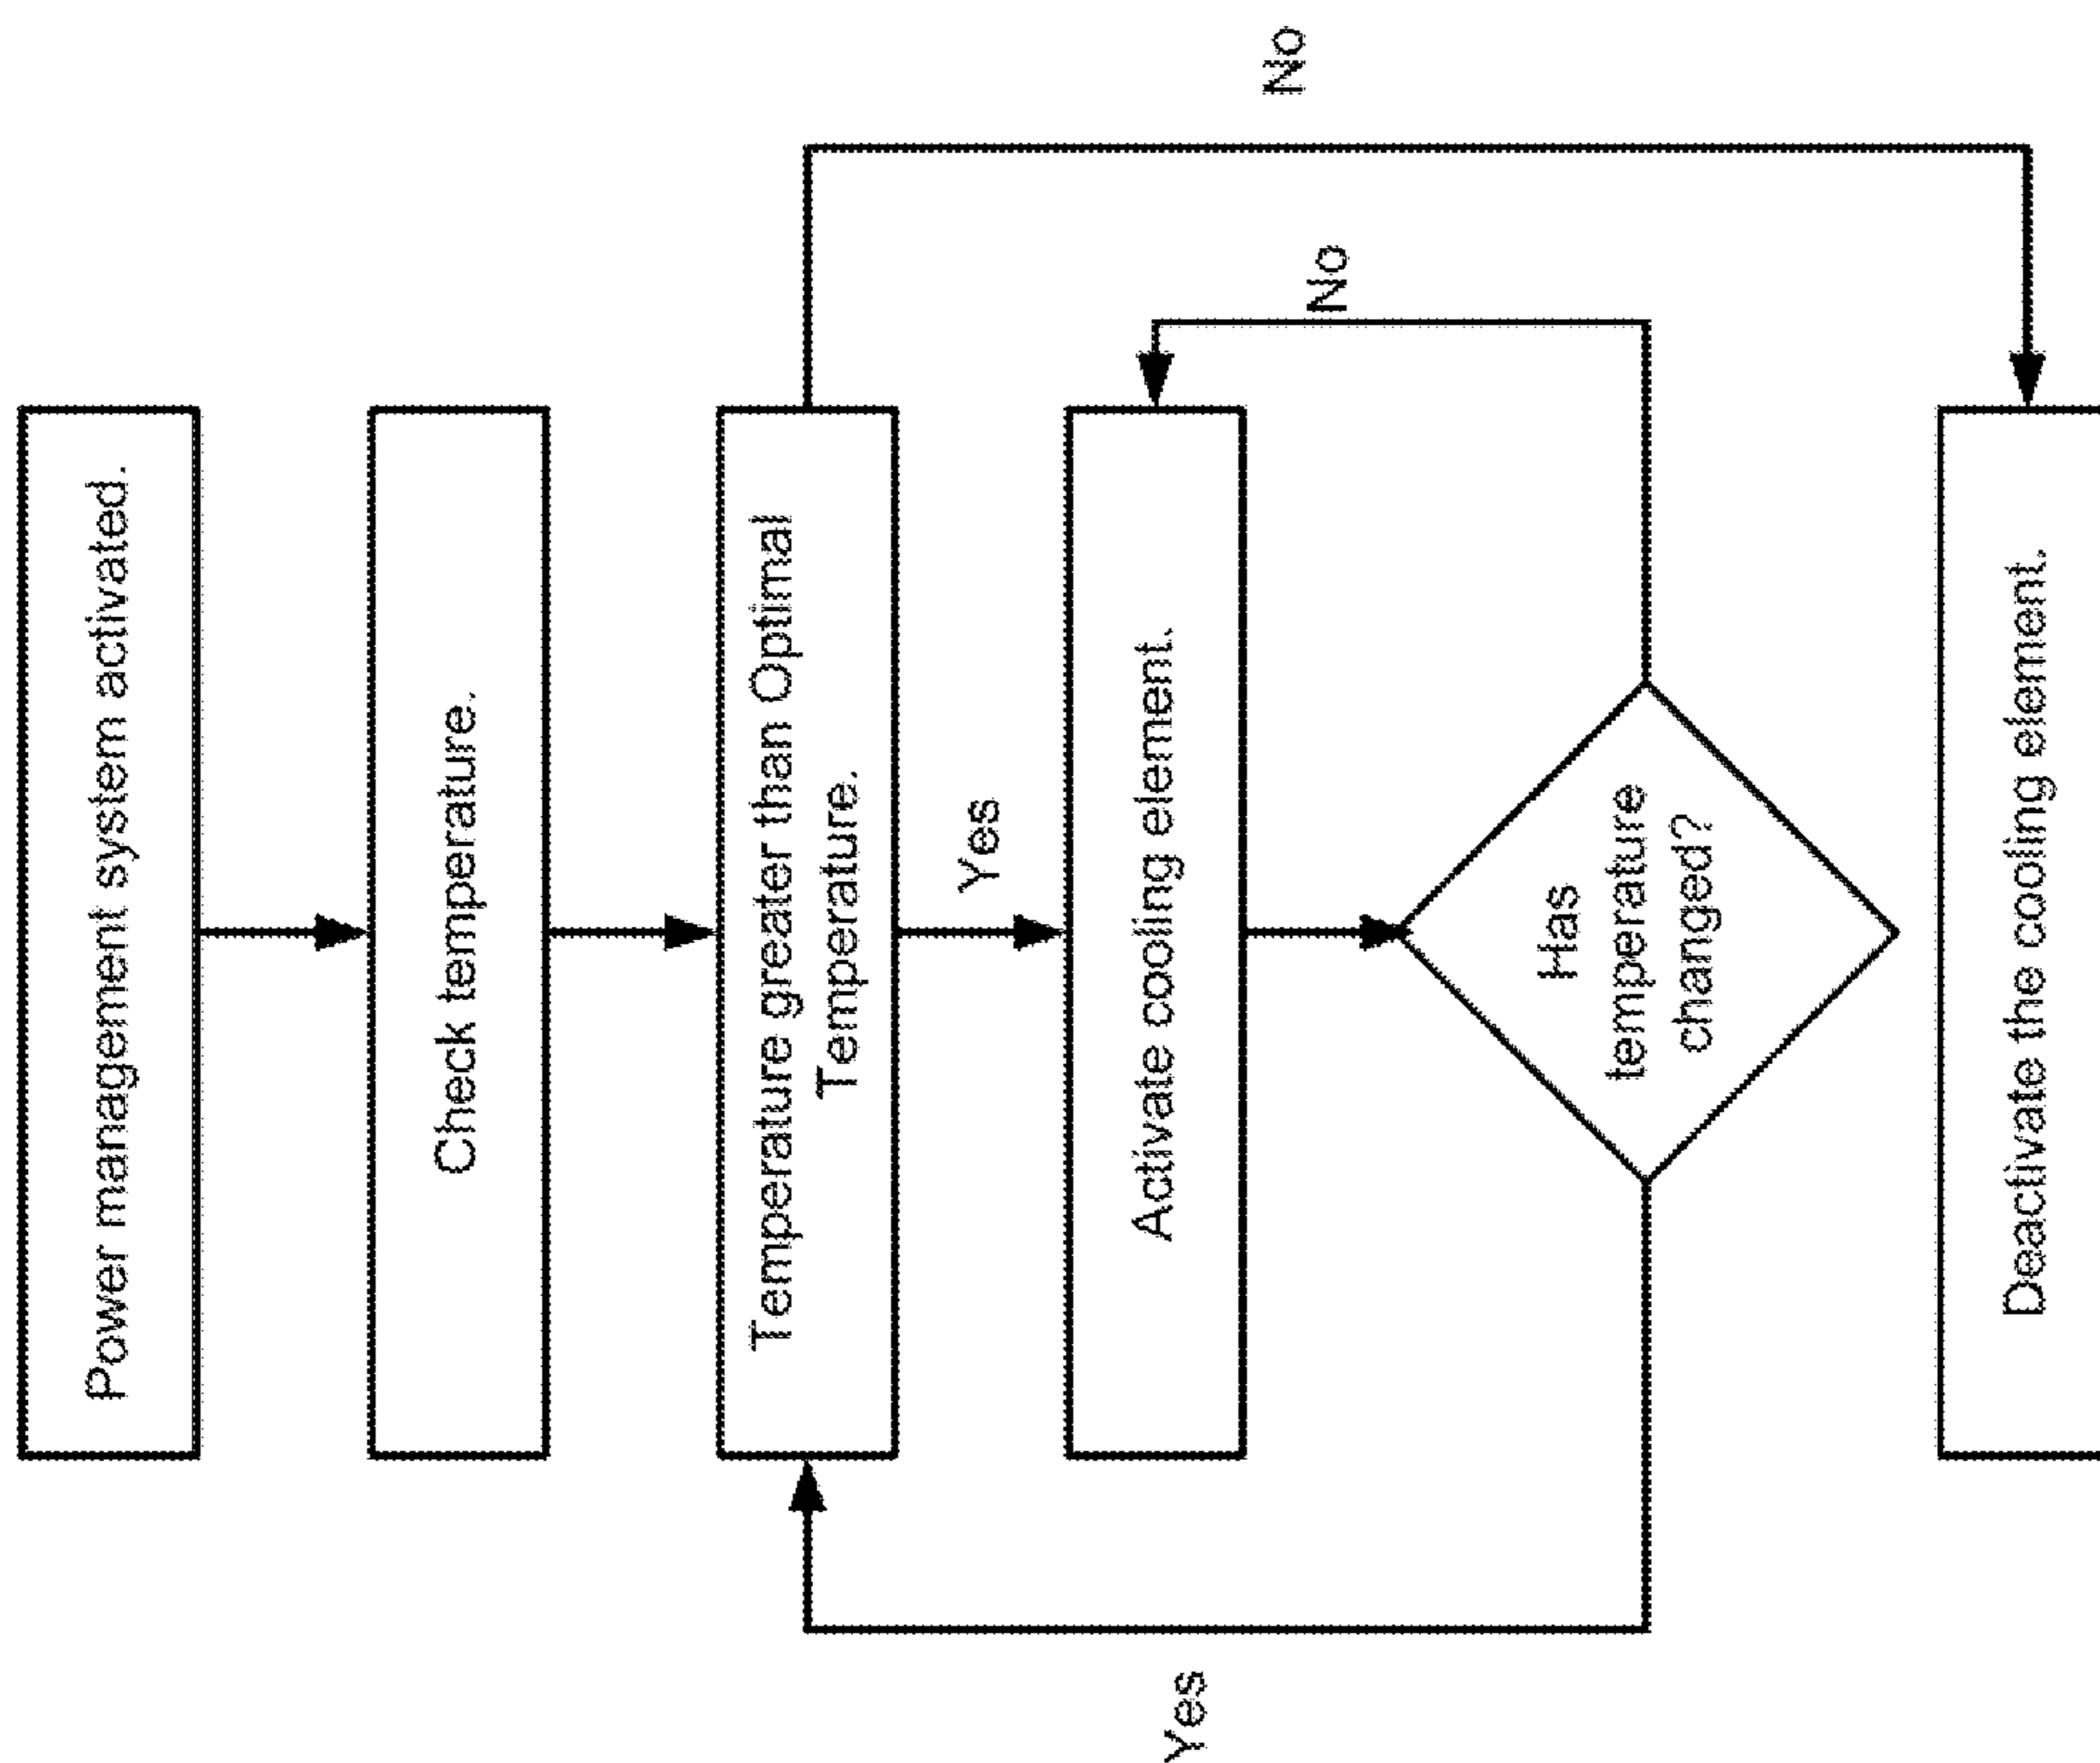 Power management system activated.
Check temperature.
Temperature greater than Optimal
Temperature.
Yes
Activate cooling element.
Has
temperature
changed?
No
No
Yes
Deactivate the cooling element.